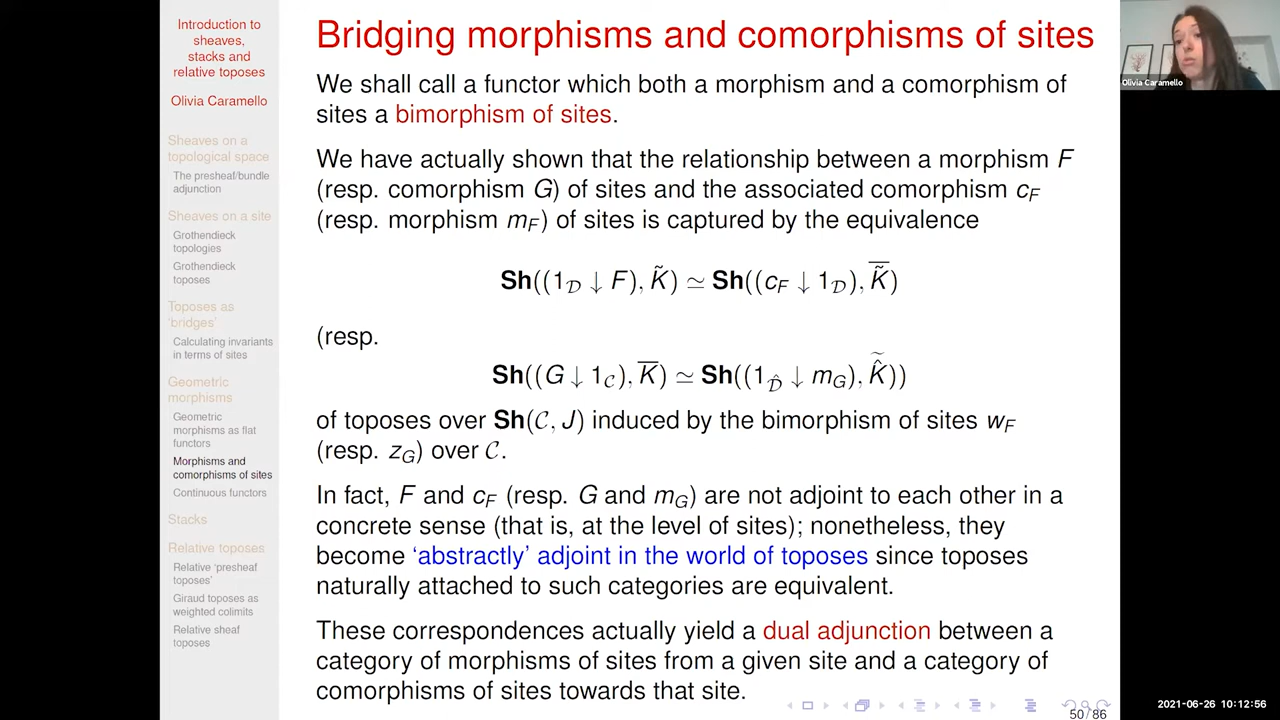 Introduction to
sheaves,
stacks and
relative toposes
Olivia Caramello
Sheaves on a
topological space
The presheaf/bundle
adjunction
Sheaves on a site
Grothendieck
topologies
Grothendieck
toposes
Toposes as
‘bridges’
Calculating invariants
in terms of sites
Geometric
morphisms
Geometric
morphisms as flat
functors
Morphisms and
comorphisms of sites
Continuous functors
Stacks
Relative toposes
Relative ‘presheaf
toposes’
Giraud toposes as
weighted colimits
Relative sheaf
toposes
Bridging morphisms and comorphisms of sites
We shall call a functor which both a morphism and a comorphism of
sites a bimorphism of sites.
We have actually shown that the relationship between a morphism F
(resp. comorphism G) of sites and the associated comorphism c_F
(resp. morphism m_F) of sites is captured by the equivalence
Sh((1_𝒟 ↓ F), K̃) ≃ Sh((c_F ↓ 1_𝒟), \overline{K̃})
(resp.
Sh((G ↓ 1_𝒞), \overline{K}) ≃ Sh((1_{\hat{𝒟}} ↓ m_G), \widetilde{\hat{K}}))
of toposes over Sh(𝒞, J) induced by the bimorphism of sites w_F
(resp. z_G) over 𝒞.
In fact, F and c_F (resp. G and m_G) are not adjoint to each other in a
concrete sense (that is, at the level of sites); nonetheless, they
become ‘abstractly’ adjoint in the world of toposes since toposes
naturally attached to such categories are equivalent.
These correspondences actually yield a dual adjunction between a
category of morphisms of sites from a given site and a category of
comorphisms of sites towards that site.
50 / 86
Olivia Caramello
2021-06-26 10:12:56